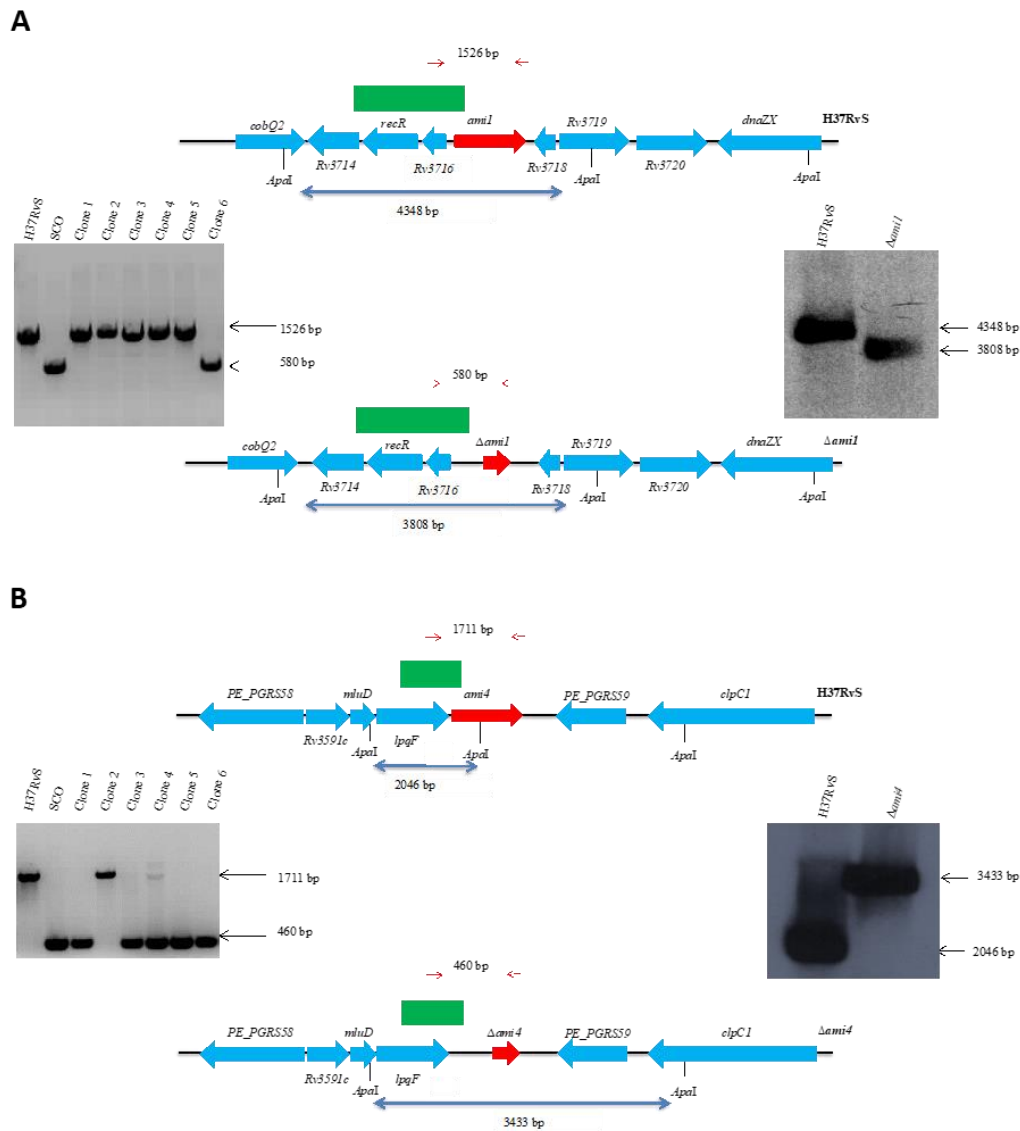 A
1526 bp
cobQ2 recR ami1 Rv3719 dnaZX H37RvS
Rv3714 Rv3716 Rv3718 Rv3720
ApaI ApaI ApaI
4348 bp
H37RvS SCO Clone 1 Clone 2 Clone 3 Clone 4 Clone 5 Clone 6
1526 bp
580 bp
H37RvS Δami1
4348 bp
3808 bp
580 bp
cobQ2 recR Δami1 Rv3719 dnaZX Δami1
Rv3714 Rv3716 Rv3718 Rv3720
ApaI ApaI ApaI
3808 bp
B
1711 bp
PE_PGRS58 mluD ami4 PE_PGRS59 clpC1 H37RvS
Rv3591c ApaI lpqF ApaI ApaI
2046 bp
H37RvS SCO Clone 1 Clone 2 Clone 3 Clone 4 Clone 5 Clone 6
1711 bp
460 bp
H37RvS Δami4
3433 bp
2046 bp
460 bp
PE_PGRS58 mluD Δami4 PE_PGRS59 clpC1 Δami4
Rv3591c ApaI lpqF ApaI
3433 bp